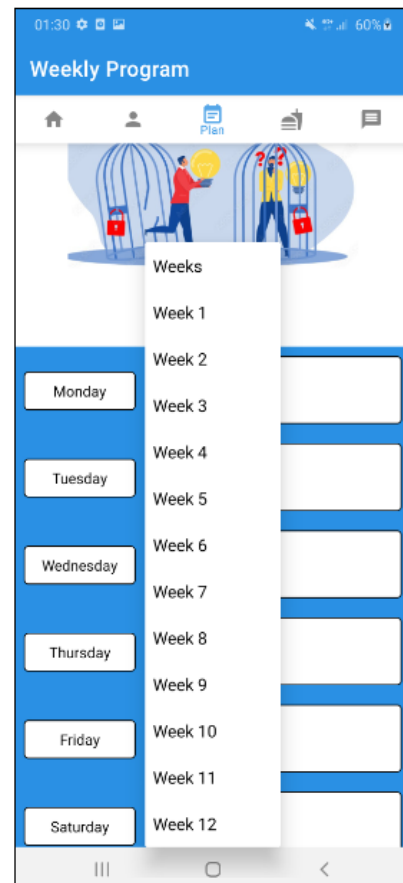 01:30 60%
Weekly Program
Plan
??
Weeks
Week 1
Week 2
Monday
Week 3
Week 4
Tuesday
Week 5
Week 6
Wednesday
Week 7
Week 8
Thursday
Week 9
Week 10
Friday
Week 11
Week 12
Saturday